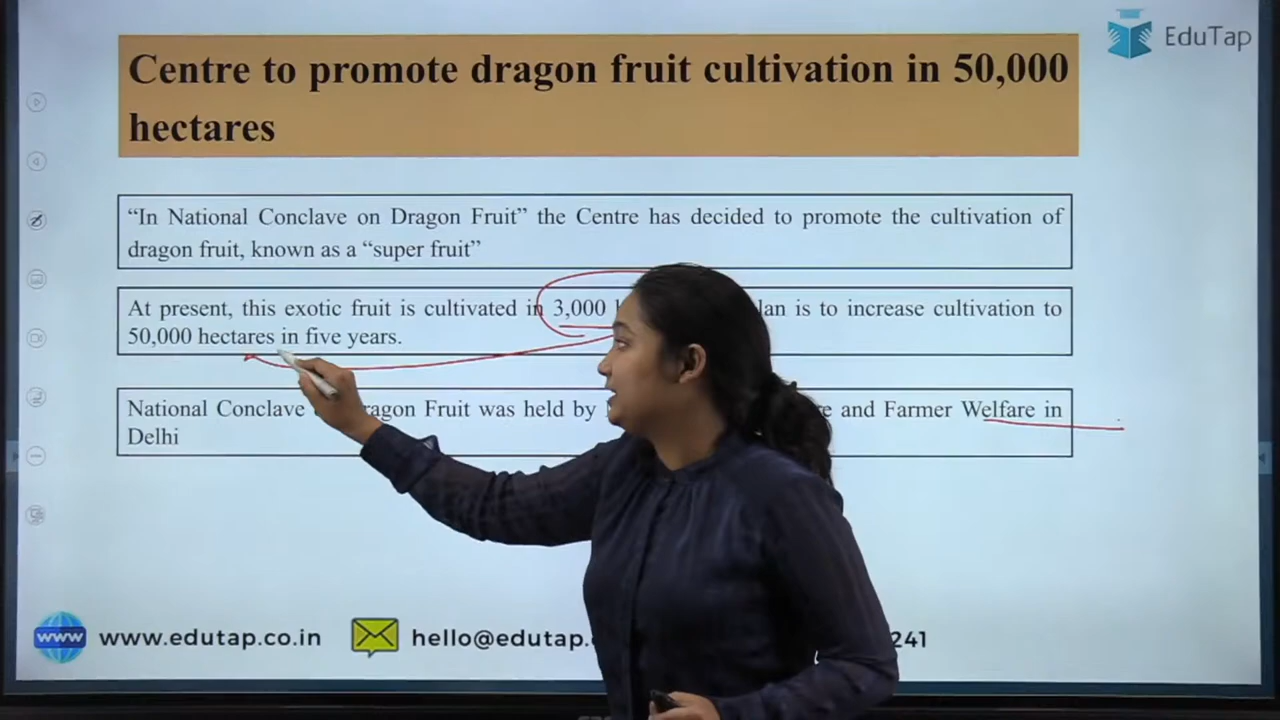 EduTap
Centre to promote dragon fruit cultivation in 50,000
hectares
“In National Conclave on Dragon Fruit” the Centre has decided to promote the cultivation of
dragon fruit, known as a “super fruit”
At present, this exotic fruit is cultivated in 3,000 is to increase cultivation to
50,000 hectares in five years.
National Conclave Fruit was held by and Farmer Welfare in
Delhi
www www.edutap.co.in hello@edutap. 241